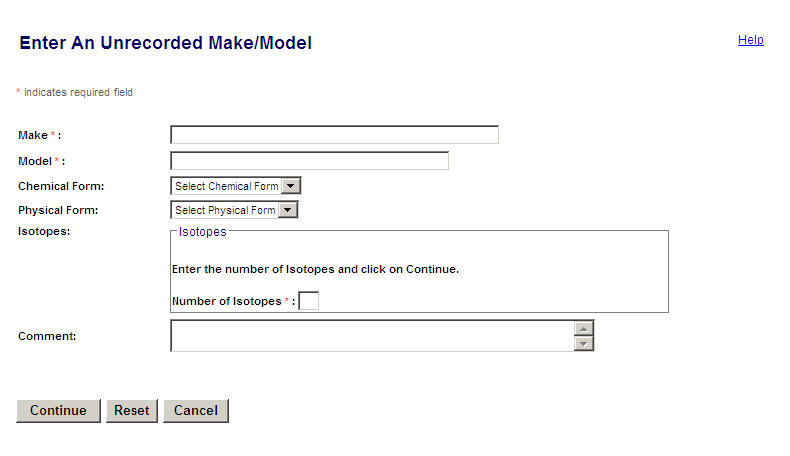 Enter An Unrecorded Make/Model
Help
* indicates required field
Make * :
Model * :
Chemical Form: Select Chemical Form
Physical Form: Select Physical Form
Isotopes: Isotopes
Enter the number of Isotopes and click on Continue.
Number of Isotopes * :
Comment:
Continue Reset Cancel